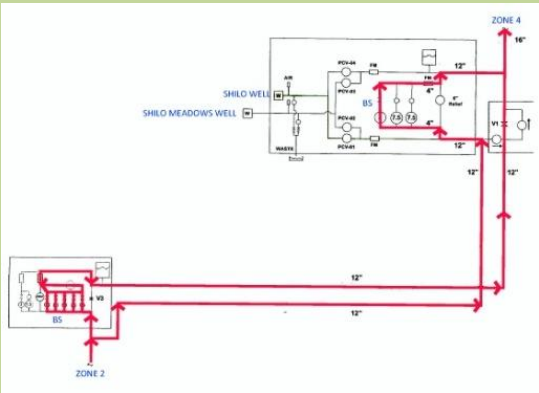 ZONE 4
16"
PCV-04
FM
12"
AIR
PCV-03
FM
SHILO WELL
W
4"
BS
6"
Relief
SHILO MEADOWS WELL
W
PCV-02
7.5
7.5
V1
4"
WASTE
PCV-01
FM
12"
12"
12"
12"
V3
12"
BS
ZONE 2